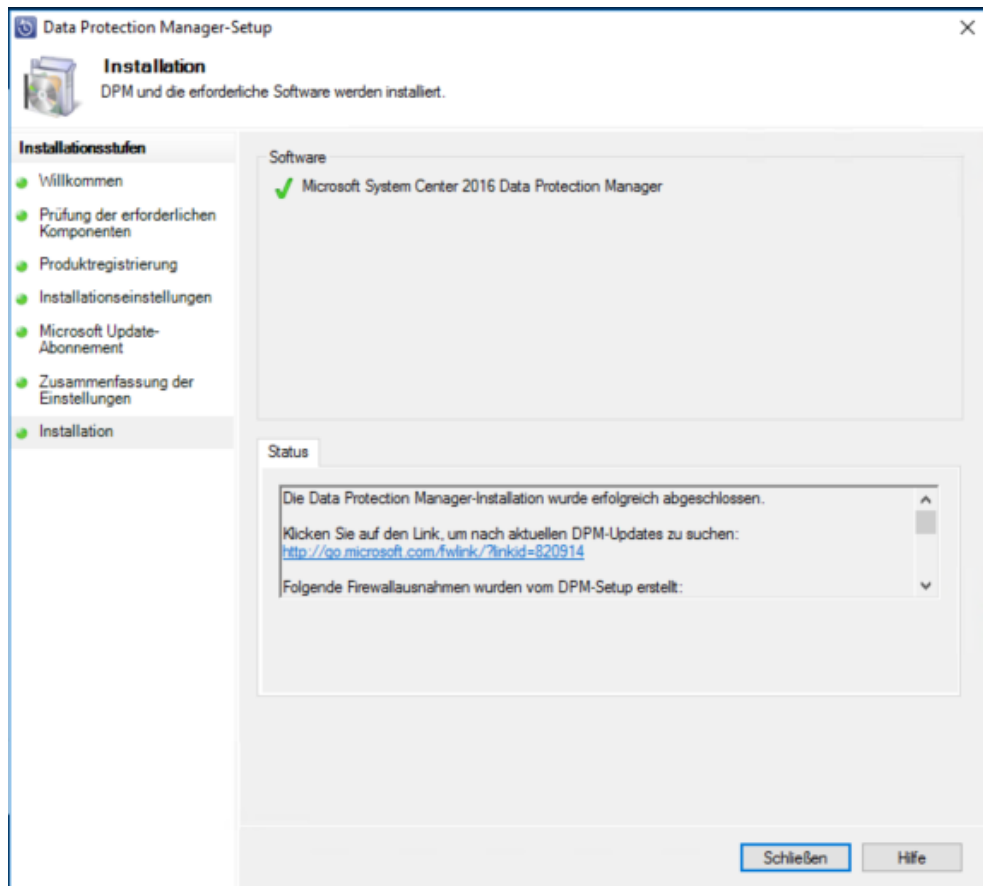 Data Protection Manager-Setup
Installation
DPM und die erforderliche Software werden installiert.
Installationsstufen
Willkommen
Prüfung der erforderlichen
Komponenten
Produktregistrierung
Installationseinstellungen
Microsoft Update-
Abonnement
Zusammenfassung der
Einstellungen
Installation
Software
Microsoft System Center 2016 Data Protection Manager
Status
Die Data Protection Manager-Installation wurde erfolgreich abgeschlossen.
Klicken Sie auf den Link, um nach aktuellen DPM-Updates zu suchen:
http://go.microsoft.com/fwlink/?linkid=820914
Folgende Firewallausnahmen wurden vom DPM-Setup erstellt:
Schließen
Hilfe